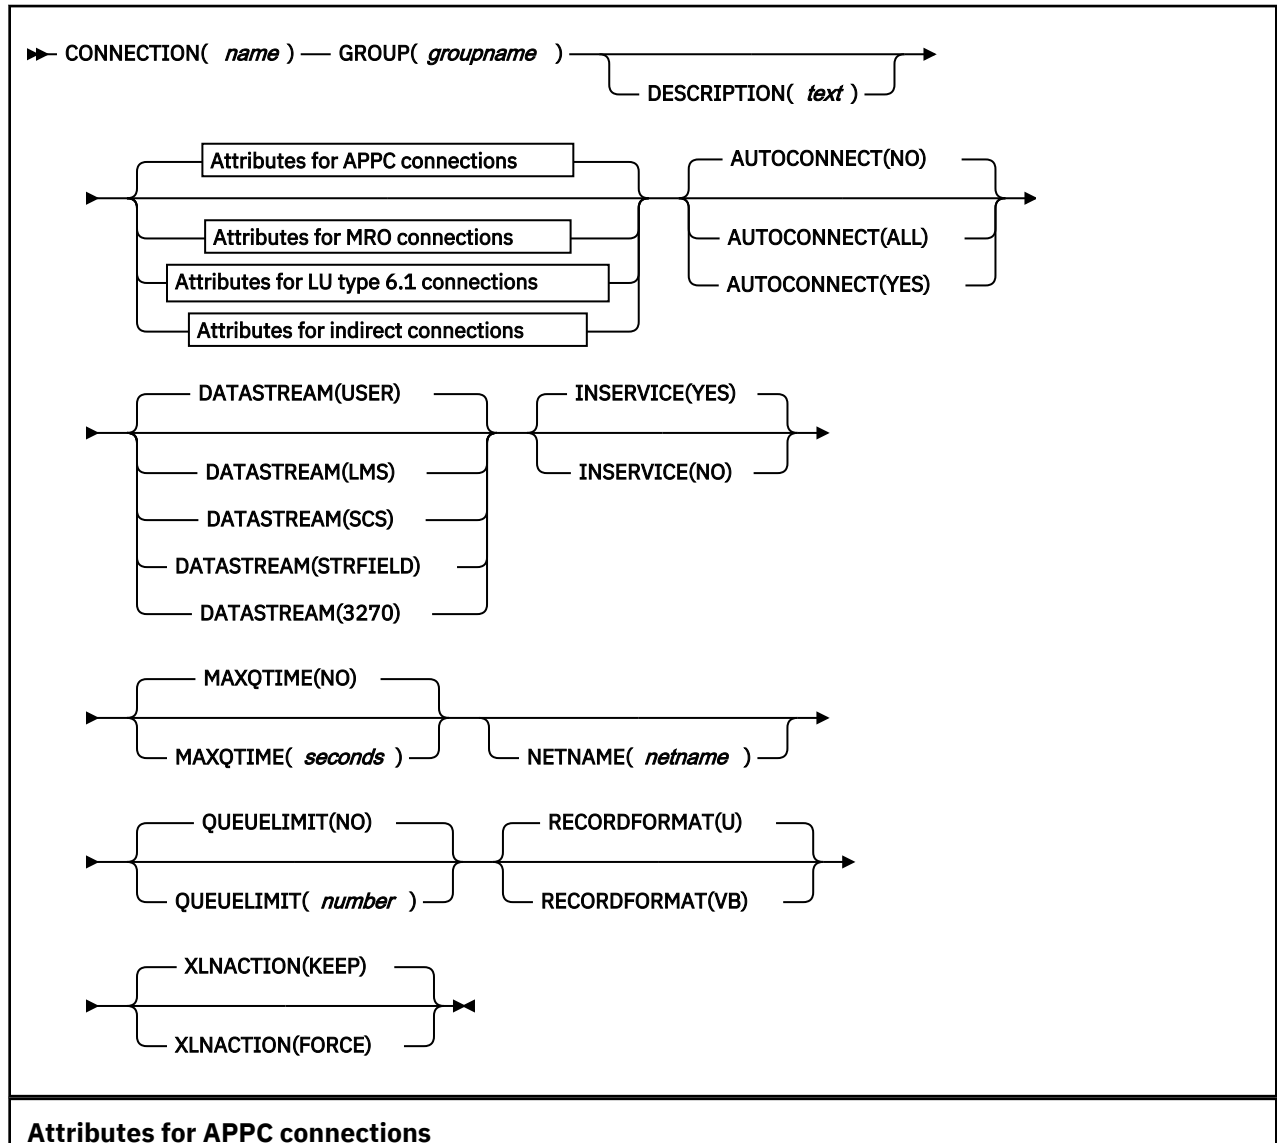 CONNECTION( name ) GROUP( groupname )
DESCRIPTION( text )
Attributes for APPC connections
AUTOCONNECT(NO)
Attributes for MRO connections
AUTOCONNECT(ALL)
Attributes for LU type 6.1 connections
AUTOCONNECT(YES)
Attributes for indirect connections
DATASTREAM(USER)
INSERVICE(YES)
DATASTREAM(LMS)
INSERVICE(NO)
DATASTREAM(SCS)
DATASTREAM(STRFIELD)
DATASTREAM(3270)
MAXQTIME(NO)
MAXQTIME( seconds )
NETNAME( netname )
QUEUELIMIT(NO)
RECORDFORMAT(U)
QUEUELIMIT( number )
RECORDFORMAT(VB)
XLNACTION(KEEP)
XLNACTION(FORCE)
Attributes for APPC connections